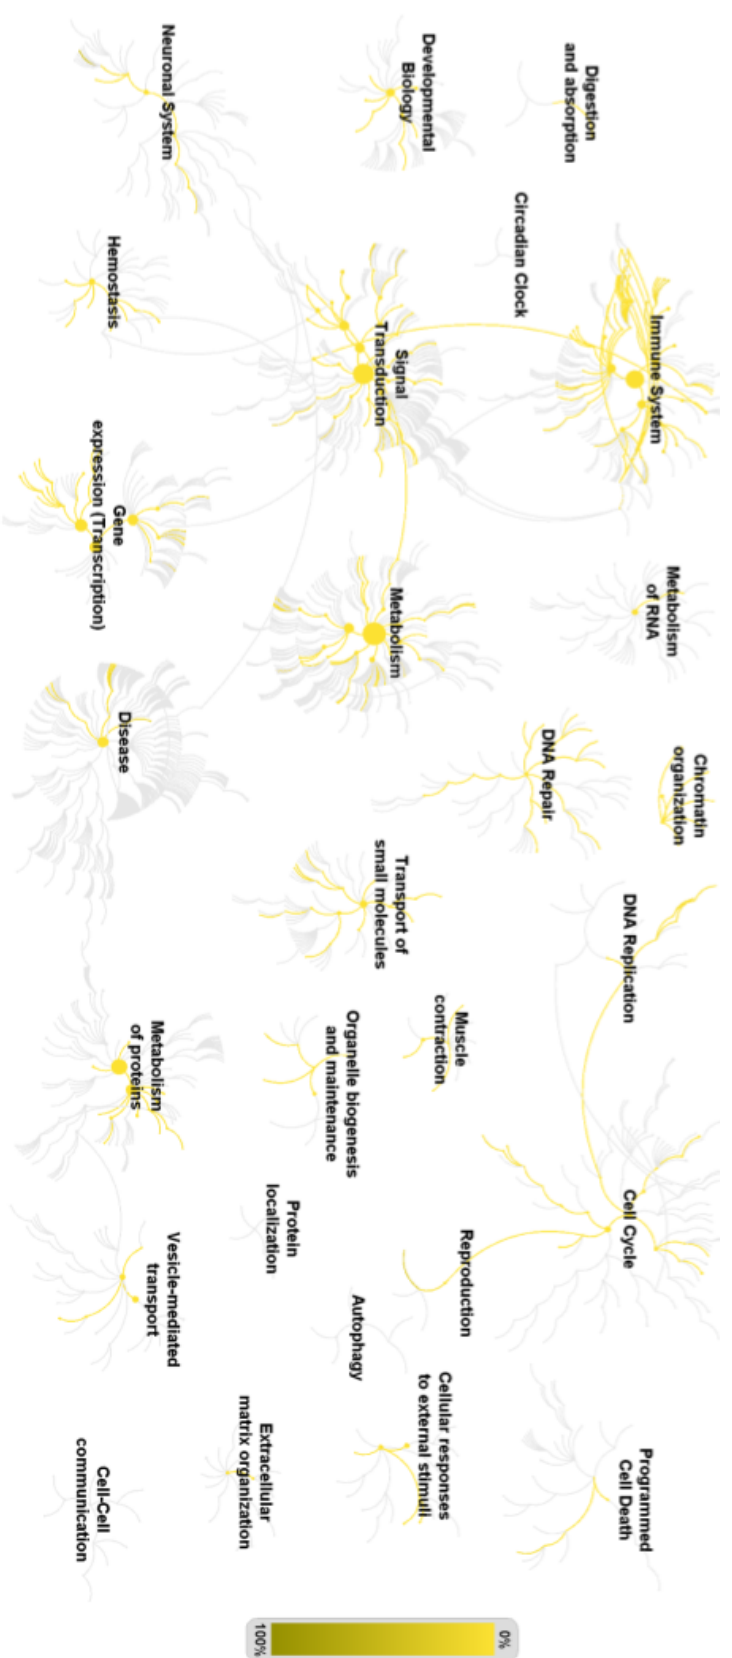 Digestion
and absorption
Circadian Clock
Immune System
Metabolism
of RNA
Chromatin
organization
DNA Repair
DNA Replication
Cell Cycle
Programmed
Cell Death
Developmental
Biology
Signal
Transduction
Metabolism
Transport of
small molecules
Muscle
contraction
Organelle biogenesis
and maintenance
Reproduction
Protein
localization
Autophagy
Cellular responses
to external stimuli
Extracellular
matrix organization
Neuronal System
Hemostasis
Gene
expression (Transcription)
Disease
Metabolism
of proteins
Vesicle-mediated
transport
Cell-Cell
communication
0%
100%